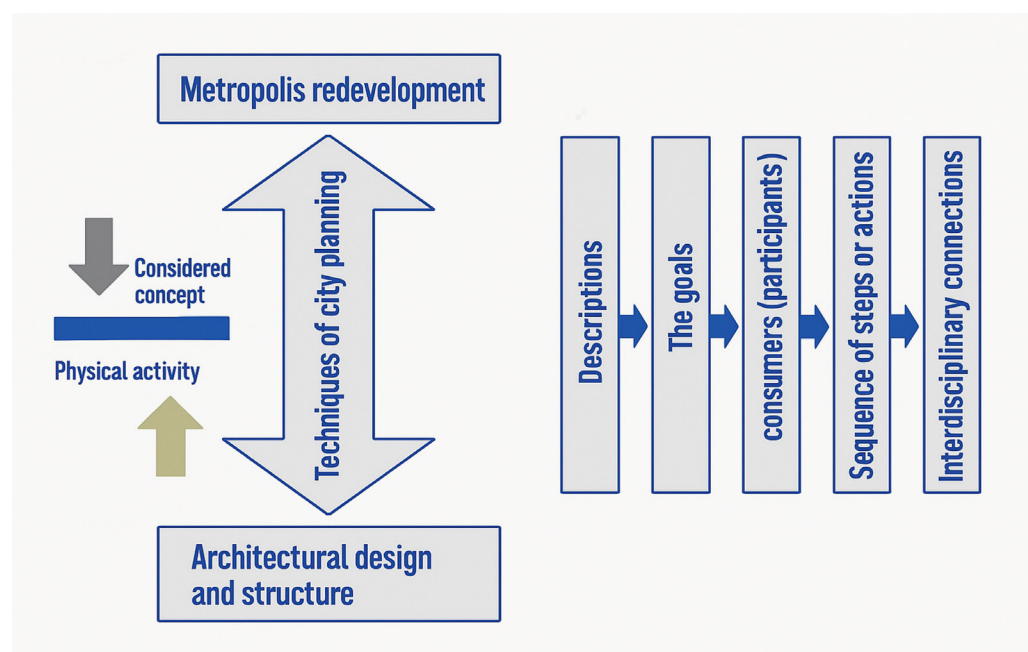 Metropolis redevelopment
Techniques of city planning
Considered
concept
Physical activity
Architectural design
and structure
Descriptions
The goals
consumers (participants)
Sequence of steps or actions
Interdisciplinary connections